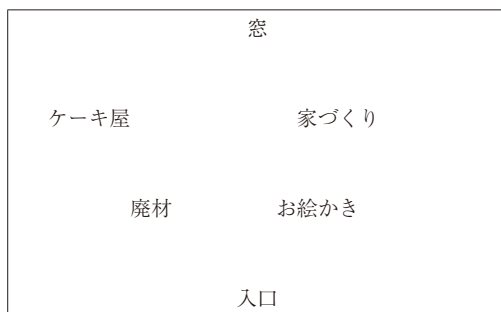 窓
ケーキ屋 家づくり
廃材 お絵かき
入口